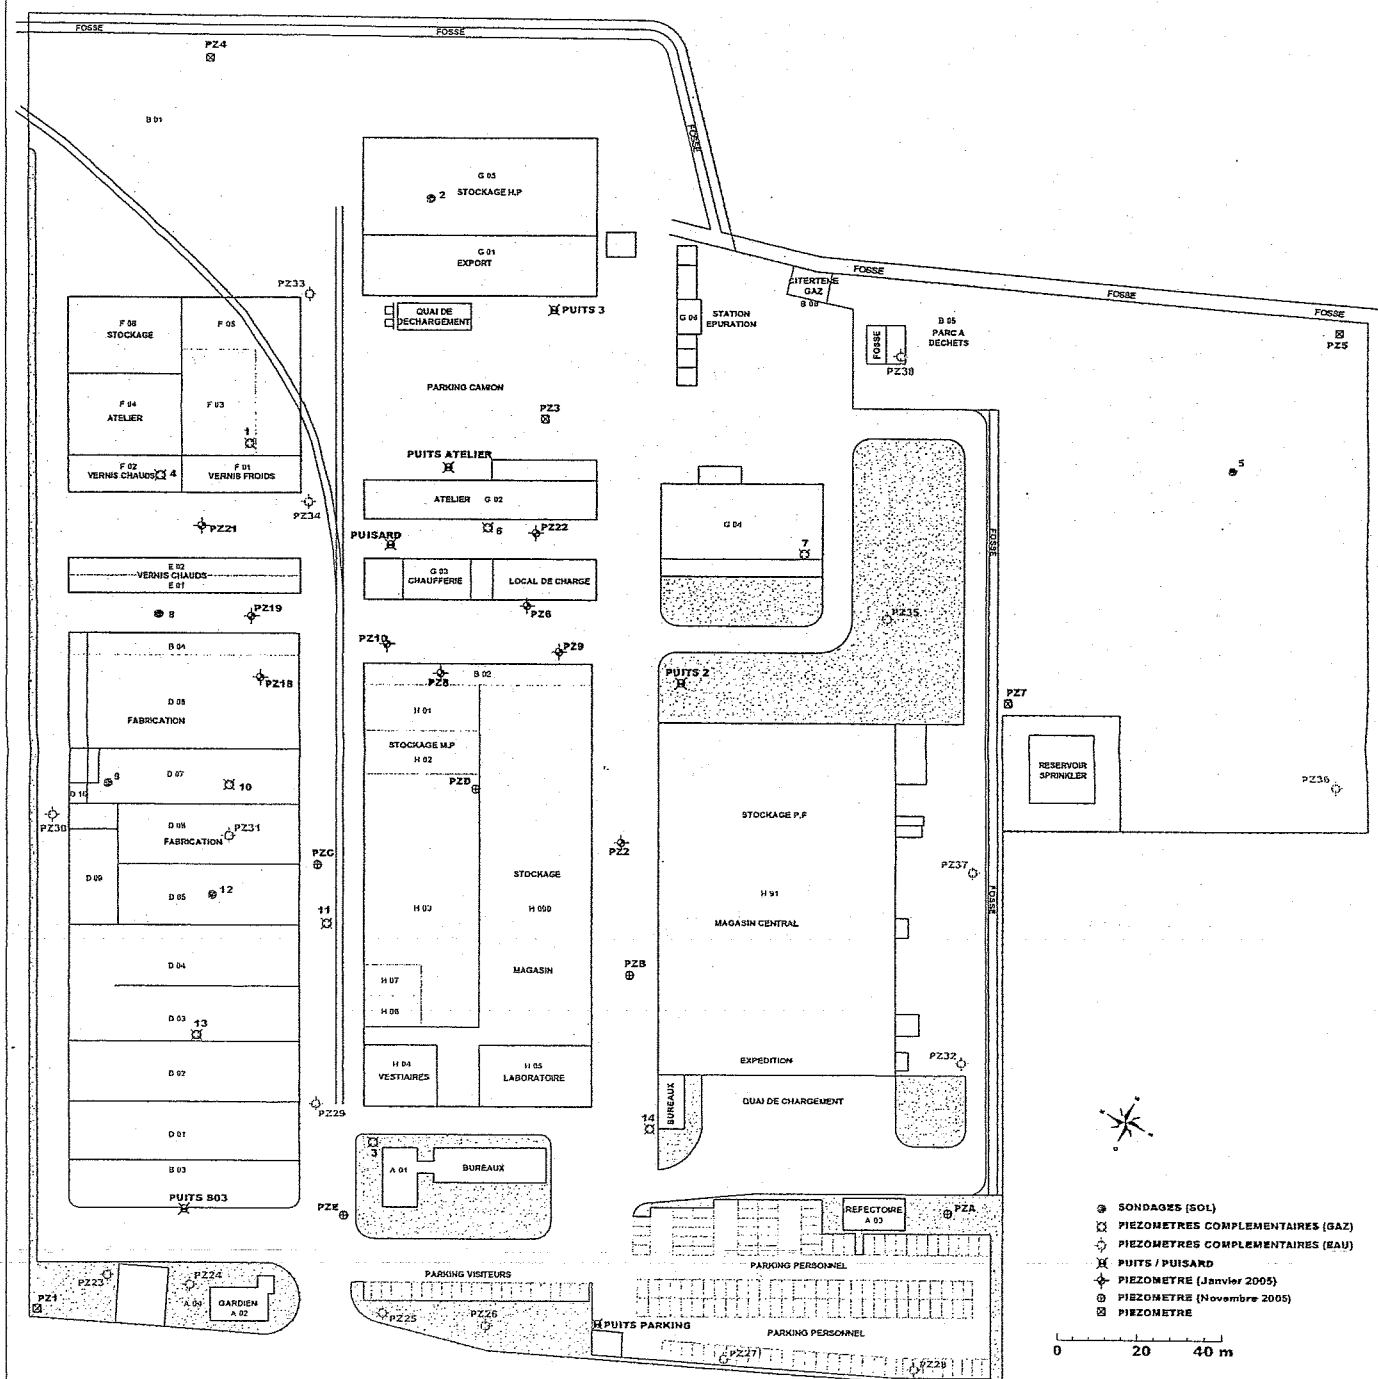 FOSSE
FOSSE
PZ4
B 01
FOSSE
G 05
STOCKAGE H.P
2
G 01
EXPORT
PZ33
QUAI DE
DECHARGEMENT
PUITS 3
G 06
STATION
EPURATION
CITERTENE
GAZ
FOSSE
FOSSE
FOSSE
B 05
PARC A
DECHETS
FOSSE
PZ38
PZ5
F 06
STOCKAGE
F 05
F 04
ATELIER
F 03
1
F 02
VERNIS CHAUDS
4
F 01
VERNIS FROIDS
PARKING CAMION
PZ3
PUITS ATELIER
ATELIER G 02
5
PZ34
PZ21
PUISARD
6
PZ22
G 04
7
FOSSE
E 02
VERNIS CHAUDS
E 01
G 03
CHAUFFERIE
LOCAL DE CHARGE
8
PZ19
PZ6
PZ35
B 04
PZ10
PZ9
PZ18
PZ8
B 02
PUITS 2
PZ7
D 08
FABRICATION
H 01
STOCKAGE M.P
H 02
PZD
RESERVOIR
SPRINKLER
PZ36
9
D 07
10
D 10
PZ30
PZ31
FABRICATION
STOCKAGE P.F
PZC
PZ2
PZ37
D 09
D 05
12
STOCKAGE
H 91
MAGASIN CENTRAL
FOSSE
11
H 03
H 090
D 04
MAGASIN
PZB
H 07
H 06
D 03
13
D 02
H 04
VESTIAIRES
H 05
LABORATOIRE
EXPEDITION
PZ32
PZ29
BUREAUX
QUAI DE CHARGEMENT
D 01
14
3
A 01
BUREAUX
B 03
PUITS B03
PZE
REFECTOIRE
A 03
PZA
PZ23
PZ24
PARKING VISITEURS
PARKING PERSONNEL
PZ1
GARDIEN
A 02
PZ25
PZ26
PUITS PARKING
PARKING PERSONNEL
PZ27
PZ28
SONDAGES (SOL)
PIEZOMETRES COMPLEMENTAIRES (GAZ)
PIEZOMETRES COMPLEMENTAIRES (EAU)
PUITS / PUISARD
PIEZOMETRE (Janvier 2005)
PIEZOMETRE (Novembre 2005)
PIEZOMETRE
0 20 40 m